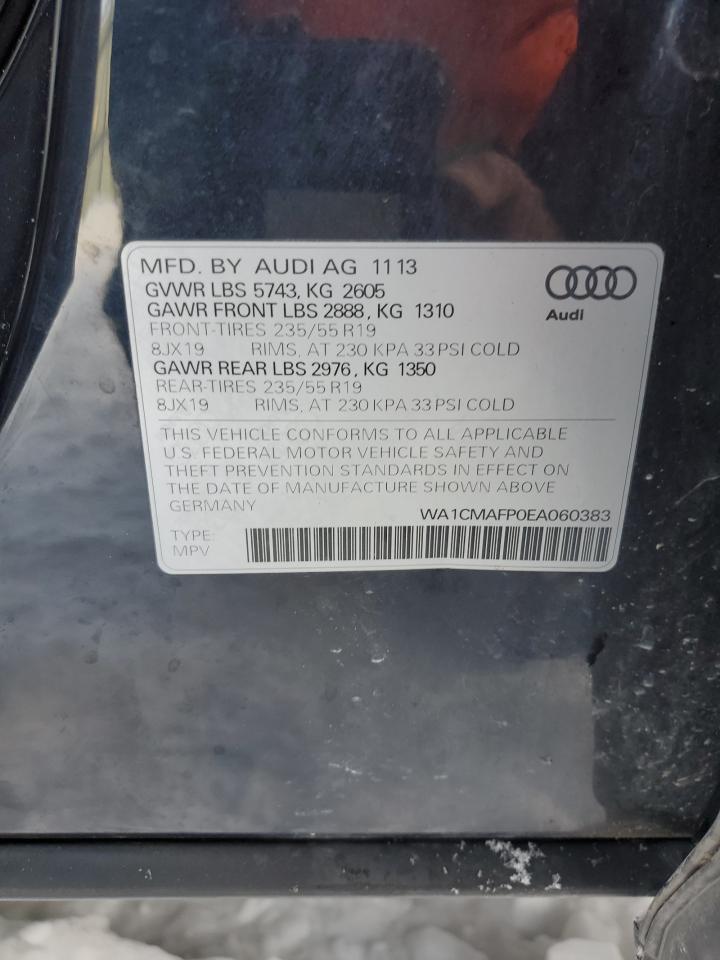 MFD. BY AUDI AG 11 13
GVWR LBS 5743, KG 2605
GAWR FRONT LBS 2888, KG 1310
FRONT-TIRES 235/55 R19
8JX19 RIMS, AT 230 KPA 33 PSI COLD
GAWR REAR LBS 2976, KG 1350
REAR-TIRES 235/55 R19
8JX19 RIMS, AT 230 KPA 33 PSI COLD
Audi
THIS VEHICLE CONFORMS TO ALL APPLICABLE
U.S. FEDERAL MOTOR VEHICLE SAFETY AND
THEFT PREVENTION STANDARDS IN EFFECT ON
THE DATE OF MANUFACTURE SHOWN ABOVE
GERMANY
WA1CMAFP0EA060383
TYPE:
MPV